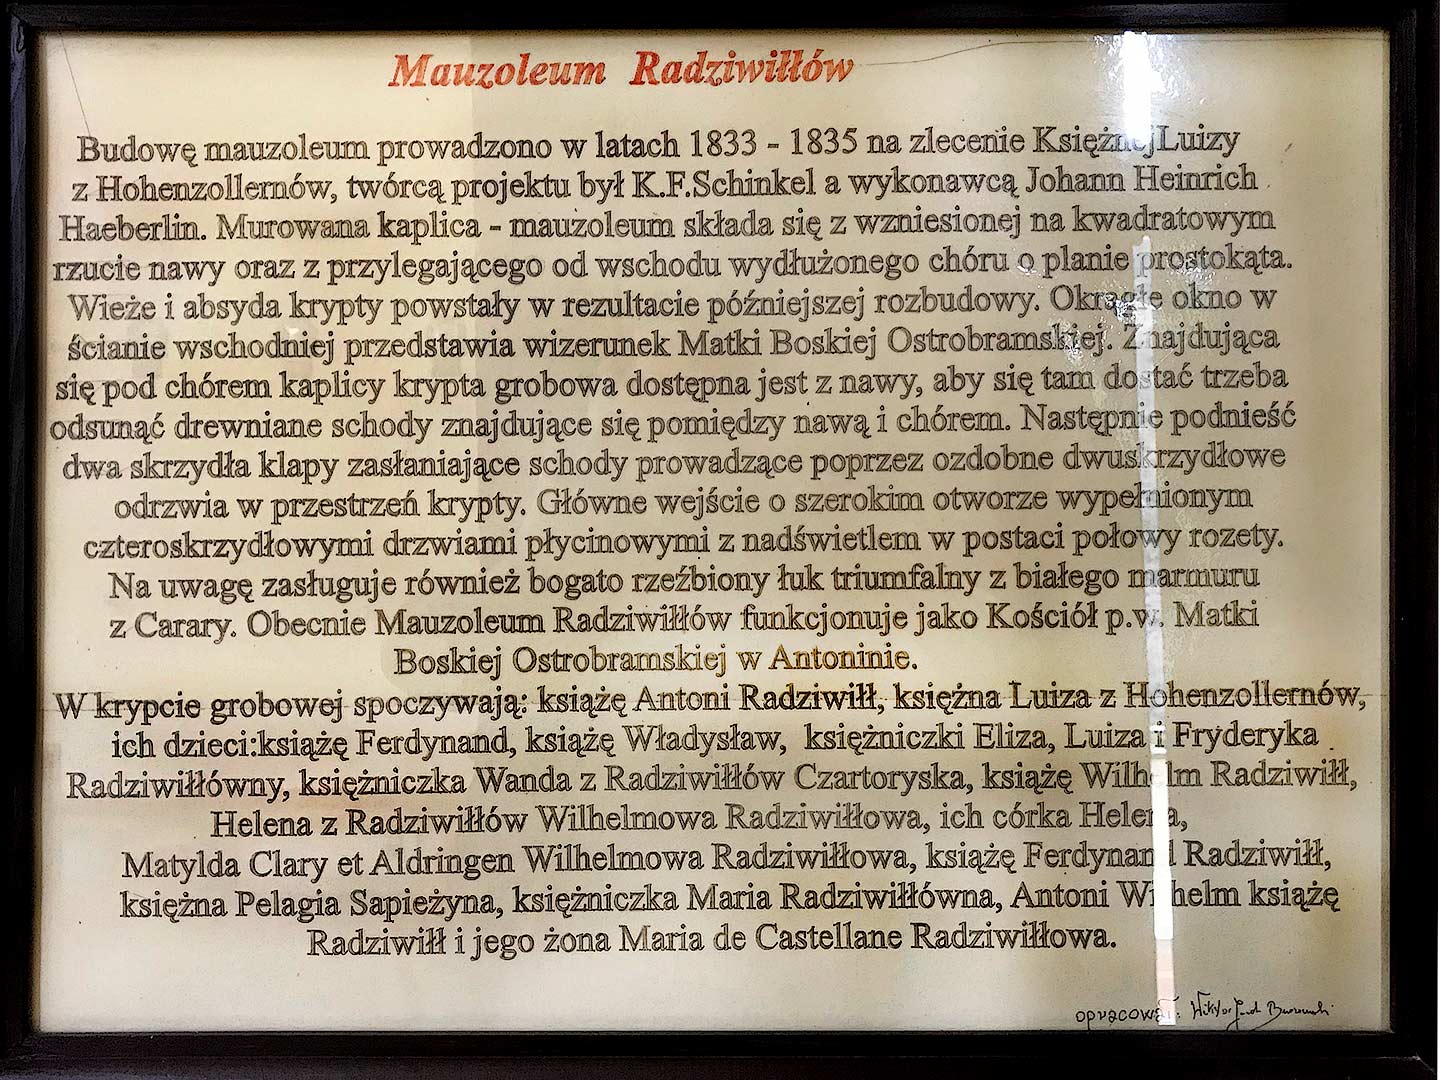 Mauzoleum Radziwiłłów
Budowę mauzoleum prowadzono w latach 1833 - 1835 na zlecenie Księżnej Luizy
z Hohenzollernów, twórcą projektu był K.F.Schinkel a wykonawcą Johann Heinrich
Haeberlin. Murowana kaplica - mauzoleum składa się z wzniesionej na kwadratowym
rzucie nawy oraz z przylegającego od wschodu wydłużonego chóru o planie prostokąta.
Wieże i absyda krypty powstały w rezultacie późniejszej rozbudowy. Okrągłe okno w
ścianie wschodniej przedstawia wizerunek Matki Boskiej Ostrobramskiej. Znajdująca
się pod chórem kaplicy krypta grobowa dostępna jest z nawy, aby się tam dostać trzeba
odsunąć drewniane schody znajdujące się pomiędzy nawą i chórem. Następnie podnieść
dwa skrzydła klapy zasłaniające schody prowadzące poprzez ozdobne dwuskrzydłowe
odrzwia w przestrzeń krypty. Główne wejście o szerokim otworze wypełnionym
czteroskrzydłowymi drzwiami płycinowymi z nadświetlem w postaci połowy rozety.
Na uwagę zasługuje również bogato rzeźbiony łuk triumfalny z białego marmuru
z Carary. Obecnie Mauzoleum Radziwiłłów funkcjonuje jako Kościół p.w. Matki
Boskiej Ostrobramskiej w Antoninie.
W krypcie grobowej spoczywają: książę Antoni Radziwiłł, księżna Luiza z Hohenzollernów,
ich dzieci:książę Ferdynand, książę Władysław, księżniczki Eliza, Luiza i Fryderyka
Radziwiłłówny, księżniczka Wanda z Radziwiłłów Czartoryska, książę Wilhelm Radziwiłł,
Helena z Radziwiłłów Wilhelmowa Radziwiłłowa, ich córka Helena,
Matylda Clary et Aldringen Wilhelmowa Radziwiłłowa, książę Ferdynand Radziwiłł,
księżna Pelagia Sapieżyna, księżniczka Maria Radziwiłłówna, Antoni Wilhelm książę
Radziwiłł i jego żona Maria de Castellane Radziwiłłowa.
opracował: